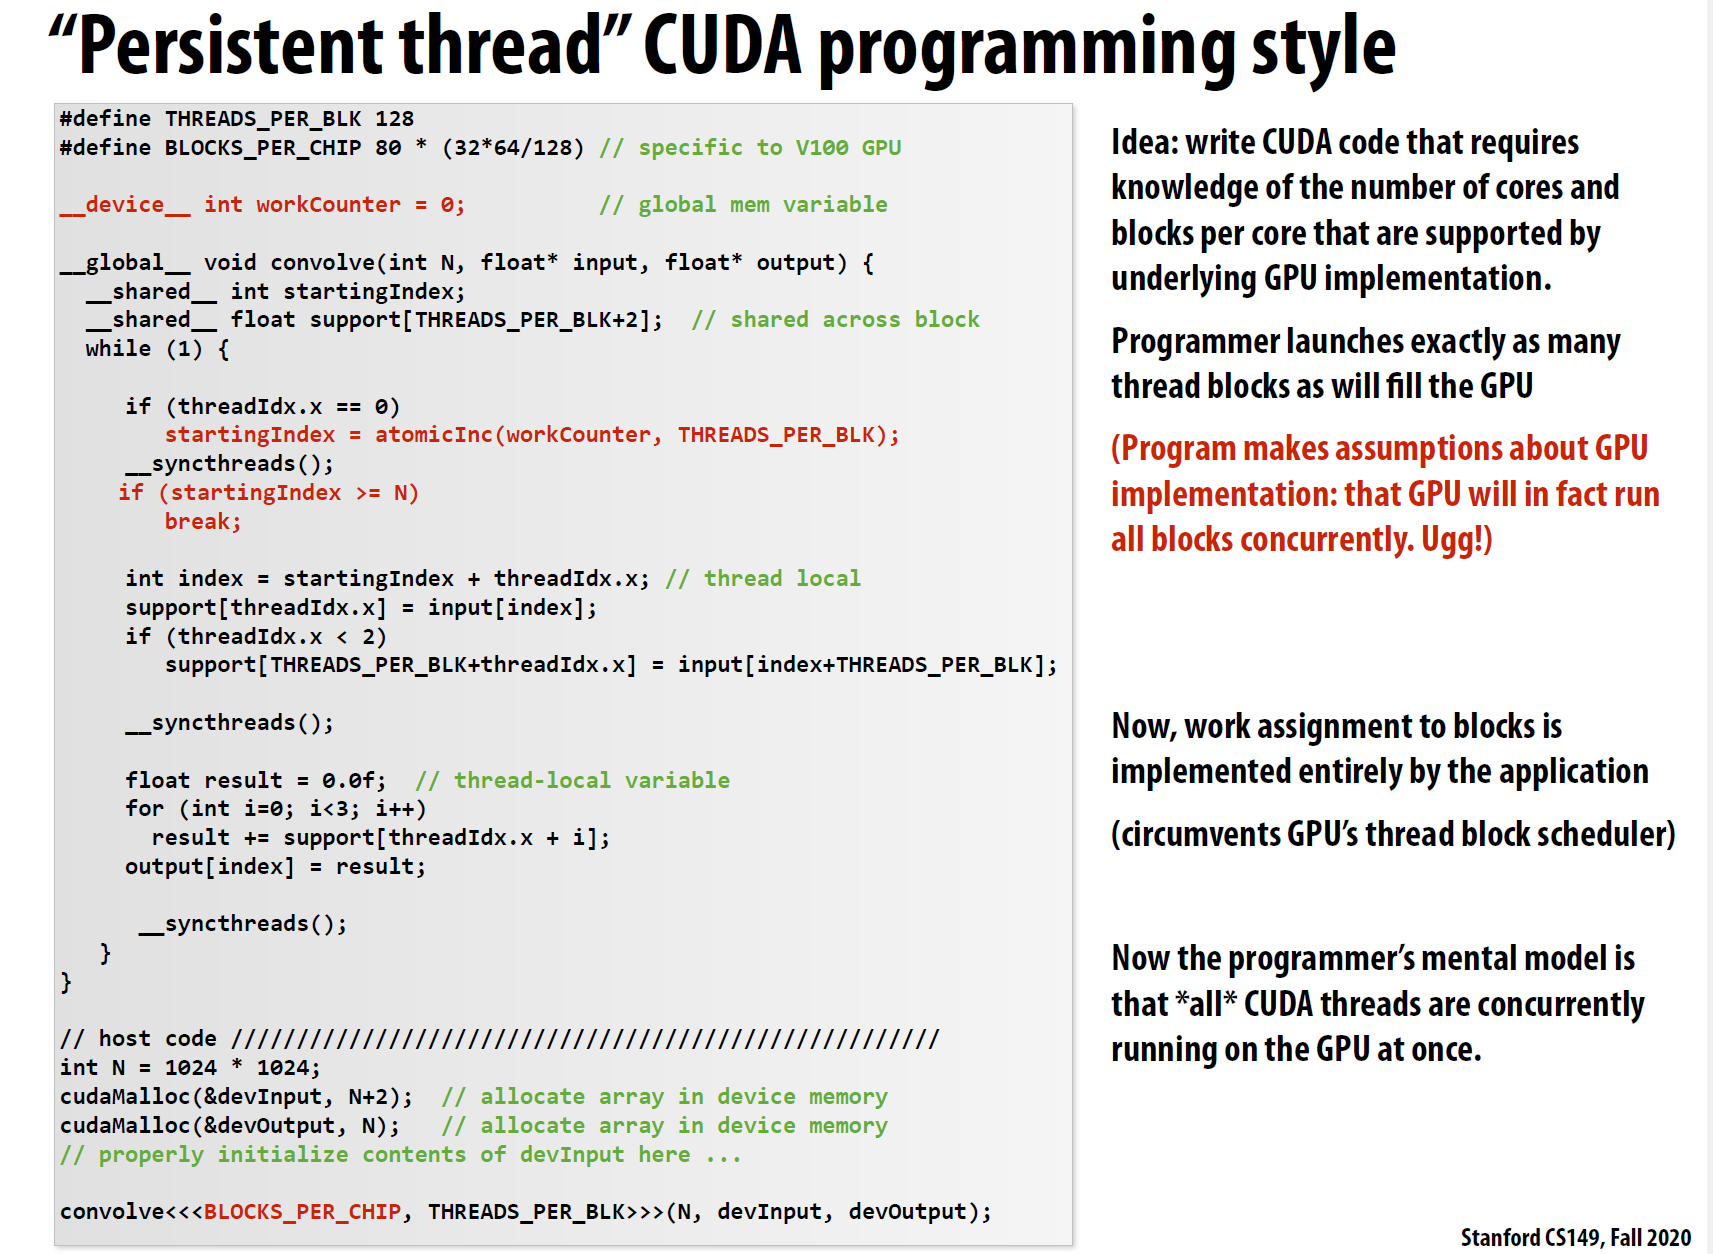 “Persistent thread” CUDA programming style
#define THREADS_PER_BLK 128
#define BLOCKS_PER_CHIP 80 * (32*64/128) // specific to V100 GPU
__device__ int workCounter = 0;          // global mem variable
__global__ void convolve(int N, float* input, float* output) {
  __shared__ int startingIndex;
  __shared__ float support[THREADS_PER_BLK+2];  // shared across block
  while (1) {
     if (threadIdx.x == 0)
        startingIndex = atomicInc(workCounter, THREADS_PER_BLK);
     __syncthreads();
     if (startingIndex >= N)
        break;
     int index = startingIndex + threadIdx.x; // thread local
     support[threadIdx.x] = input[index];
     if (threadIdx.x < 2)
        support[THREADS_PER_BLK+threadIdx.x] = input[index+THREADS_PER_BLK];
     __syncthreads();
     float result = 0.0f;  // thread-local variable
     for (int i=0; i<3; i++)
       result += support[threadIdx.x + i];
     output[index] = result;
      __syncthreads();
   }
}
// host code //////////////////////////////////////////////////////
int N = 1024 * 1024;
cudaMalloc(&devInput, N+2);  // allocate array in device memory
cudaMalloc(&devOutput, N);   // allocate array in device memory
// properly initialize contents of devInput here ...
convolve<<<BLOCKS_PER_CHIP, THREADS_PER_BLK>>>(N, devInput, devOutput);
Idea: write CUDA code that requires
knowledge of the number of cores and
blocks per core that are supported by
underlying GPU implementation.
Programmer launches exactly as many
thread blocks as will fill the GPU
(Program makes assumptions about GPU
implementation: that GPU will in fact run
all blocks concurrently. Ugg!)
Now, work assignment to blocks is
implemented entirely by the application
(circumvents GPU’s thread block scheduler)
Now the programmer’s mental model is
that *all* CUDA threads are concurrently
running on the GPU at once.
Stanford CS149, Fall 2020